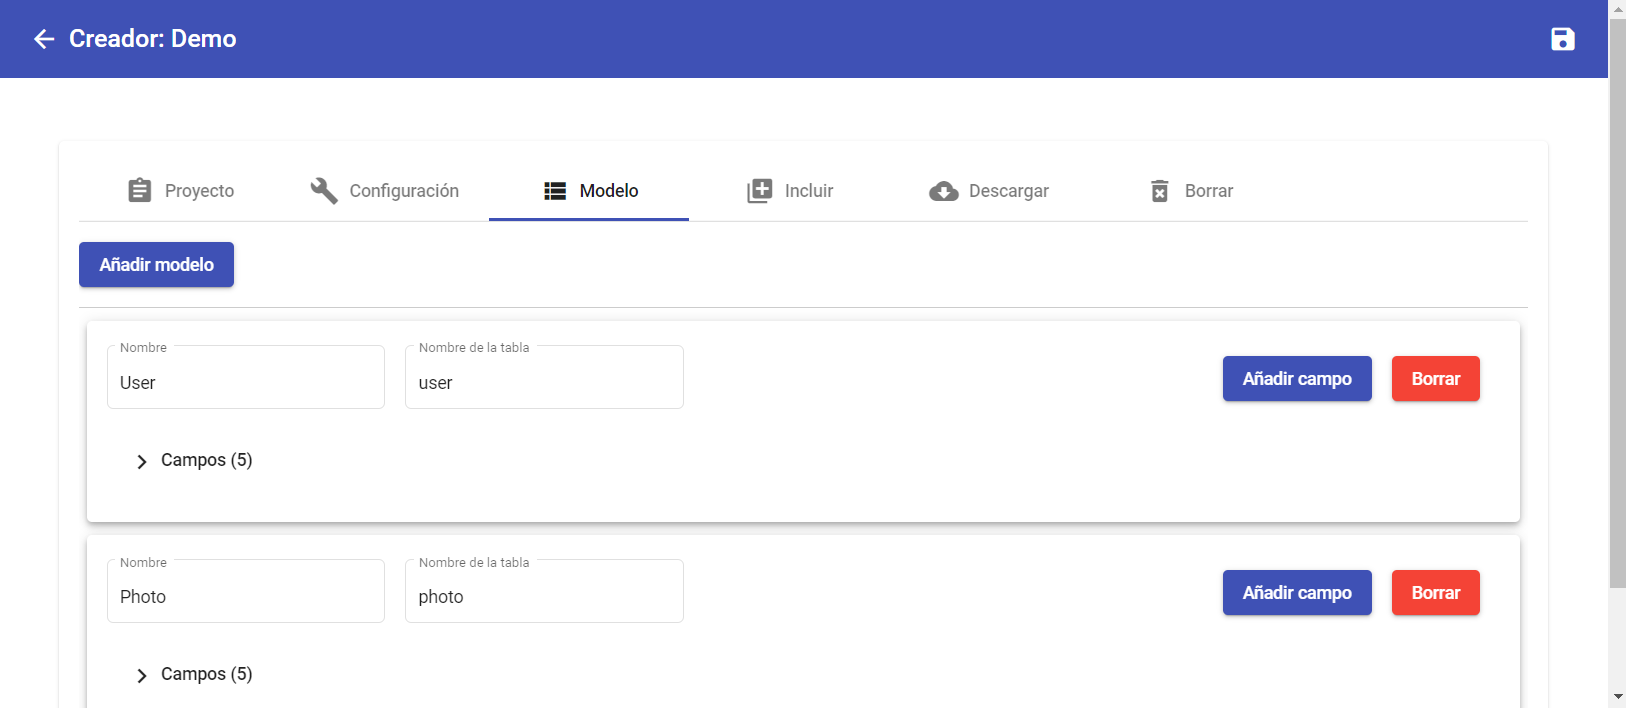 Creador: Demo
Proyecto Configuración Modelo Incluir Descargar Borrar
Añadir modelo
Nombre Nombre de la tabla
User user Añadir campo Borrar
Campos (5)
Nombre Nombre de la tabla
Photo photo Añadir campo Borrar
Campos (5)